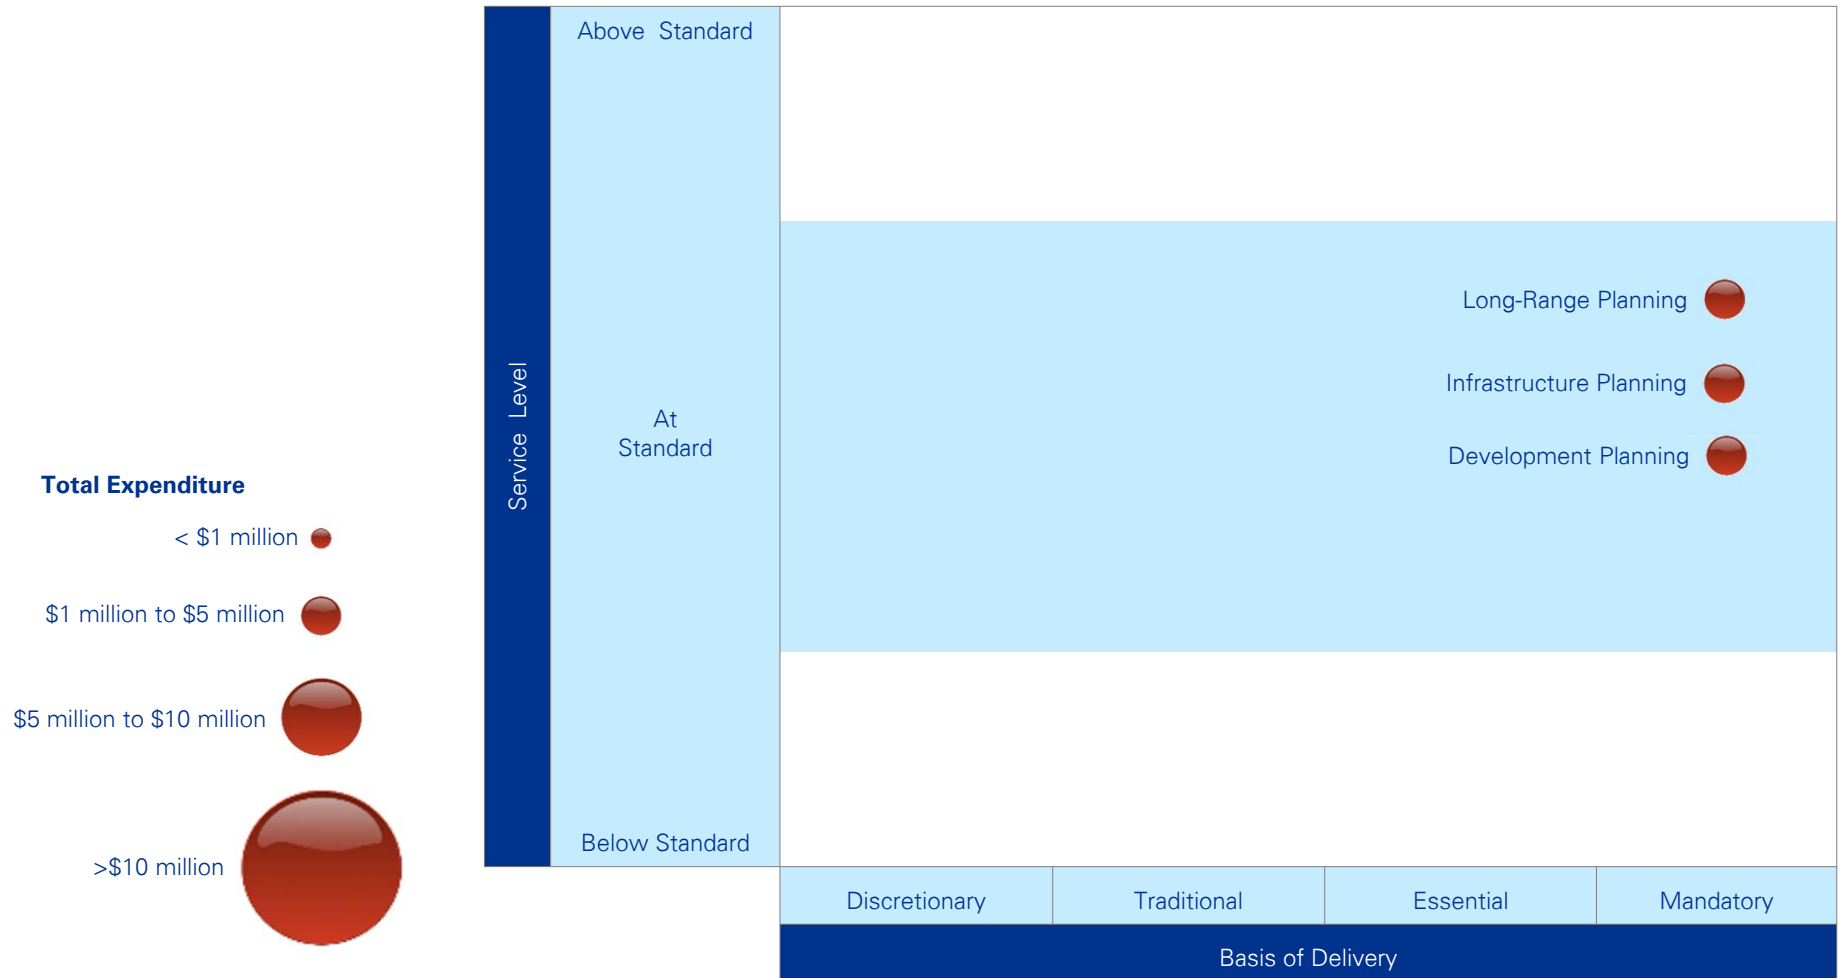 Above Standard
Service Level
At
Standard
Below Standard
Long-Range Planning
Infrastructure Planning
Development Planning
Total Expenditure
< $1 million
$1 million to $5 million
$5 million to $10 million
>$10 million
Discretionary
Traditional
Essential
Mandatory
Basis of Delivery